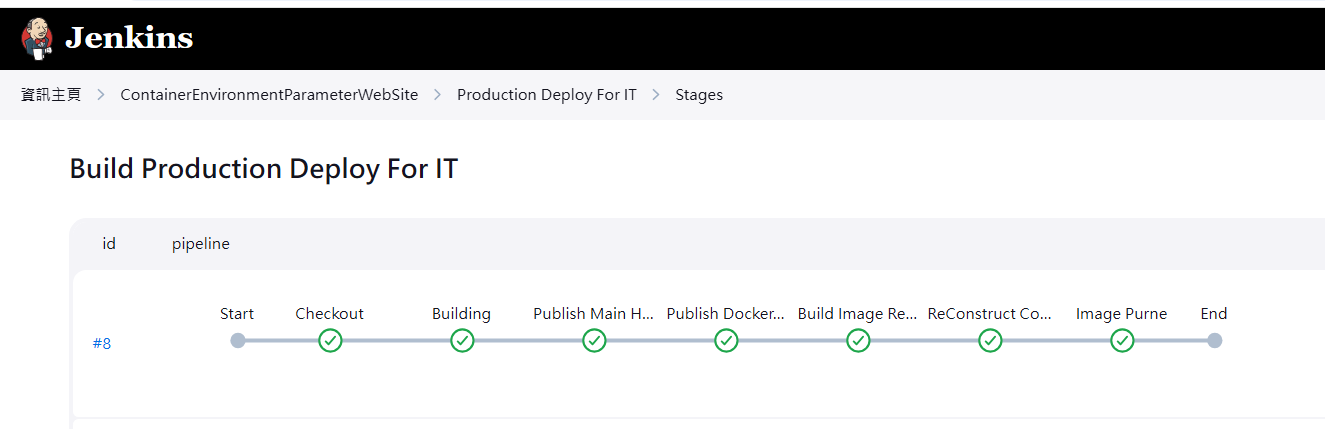 Jenkins
資訊主頁 > ContainerEnvironmentParameterWebSite > Production Deploy For IT > Stages
Build Production Deploy For IT
id pipeline
Start Checkout Building Publish Main H... Publish Docker... Build Image Re... ReConstruct Co... Image Purne End
#8